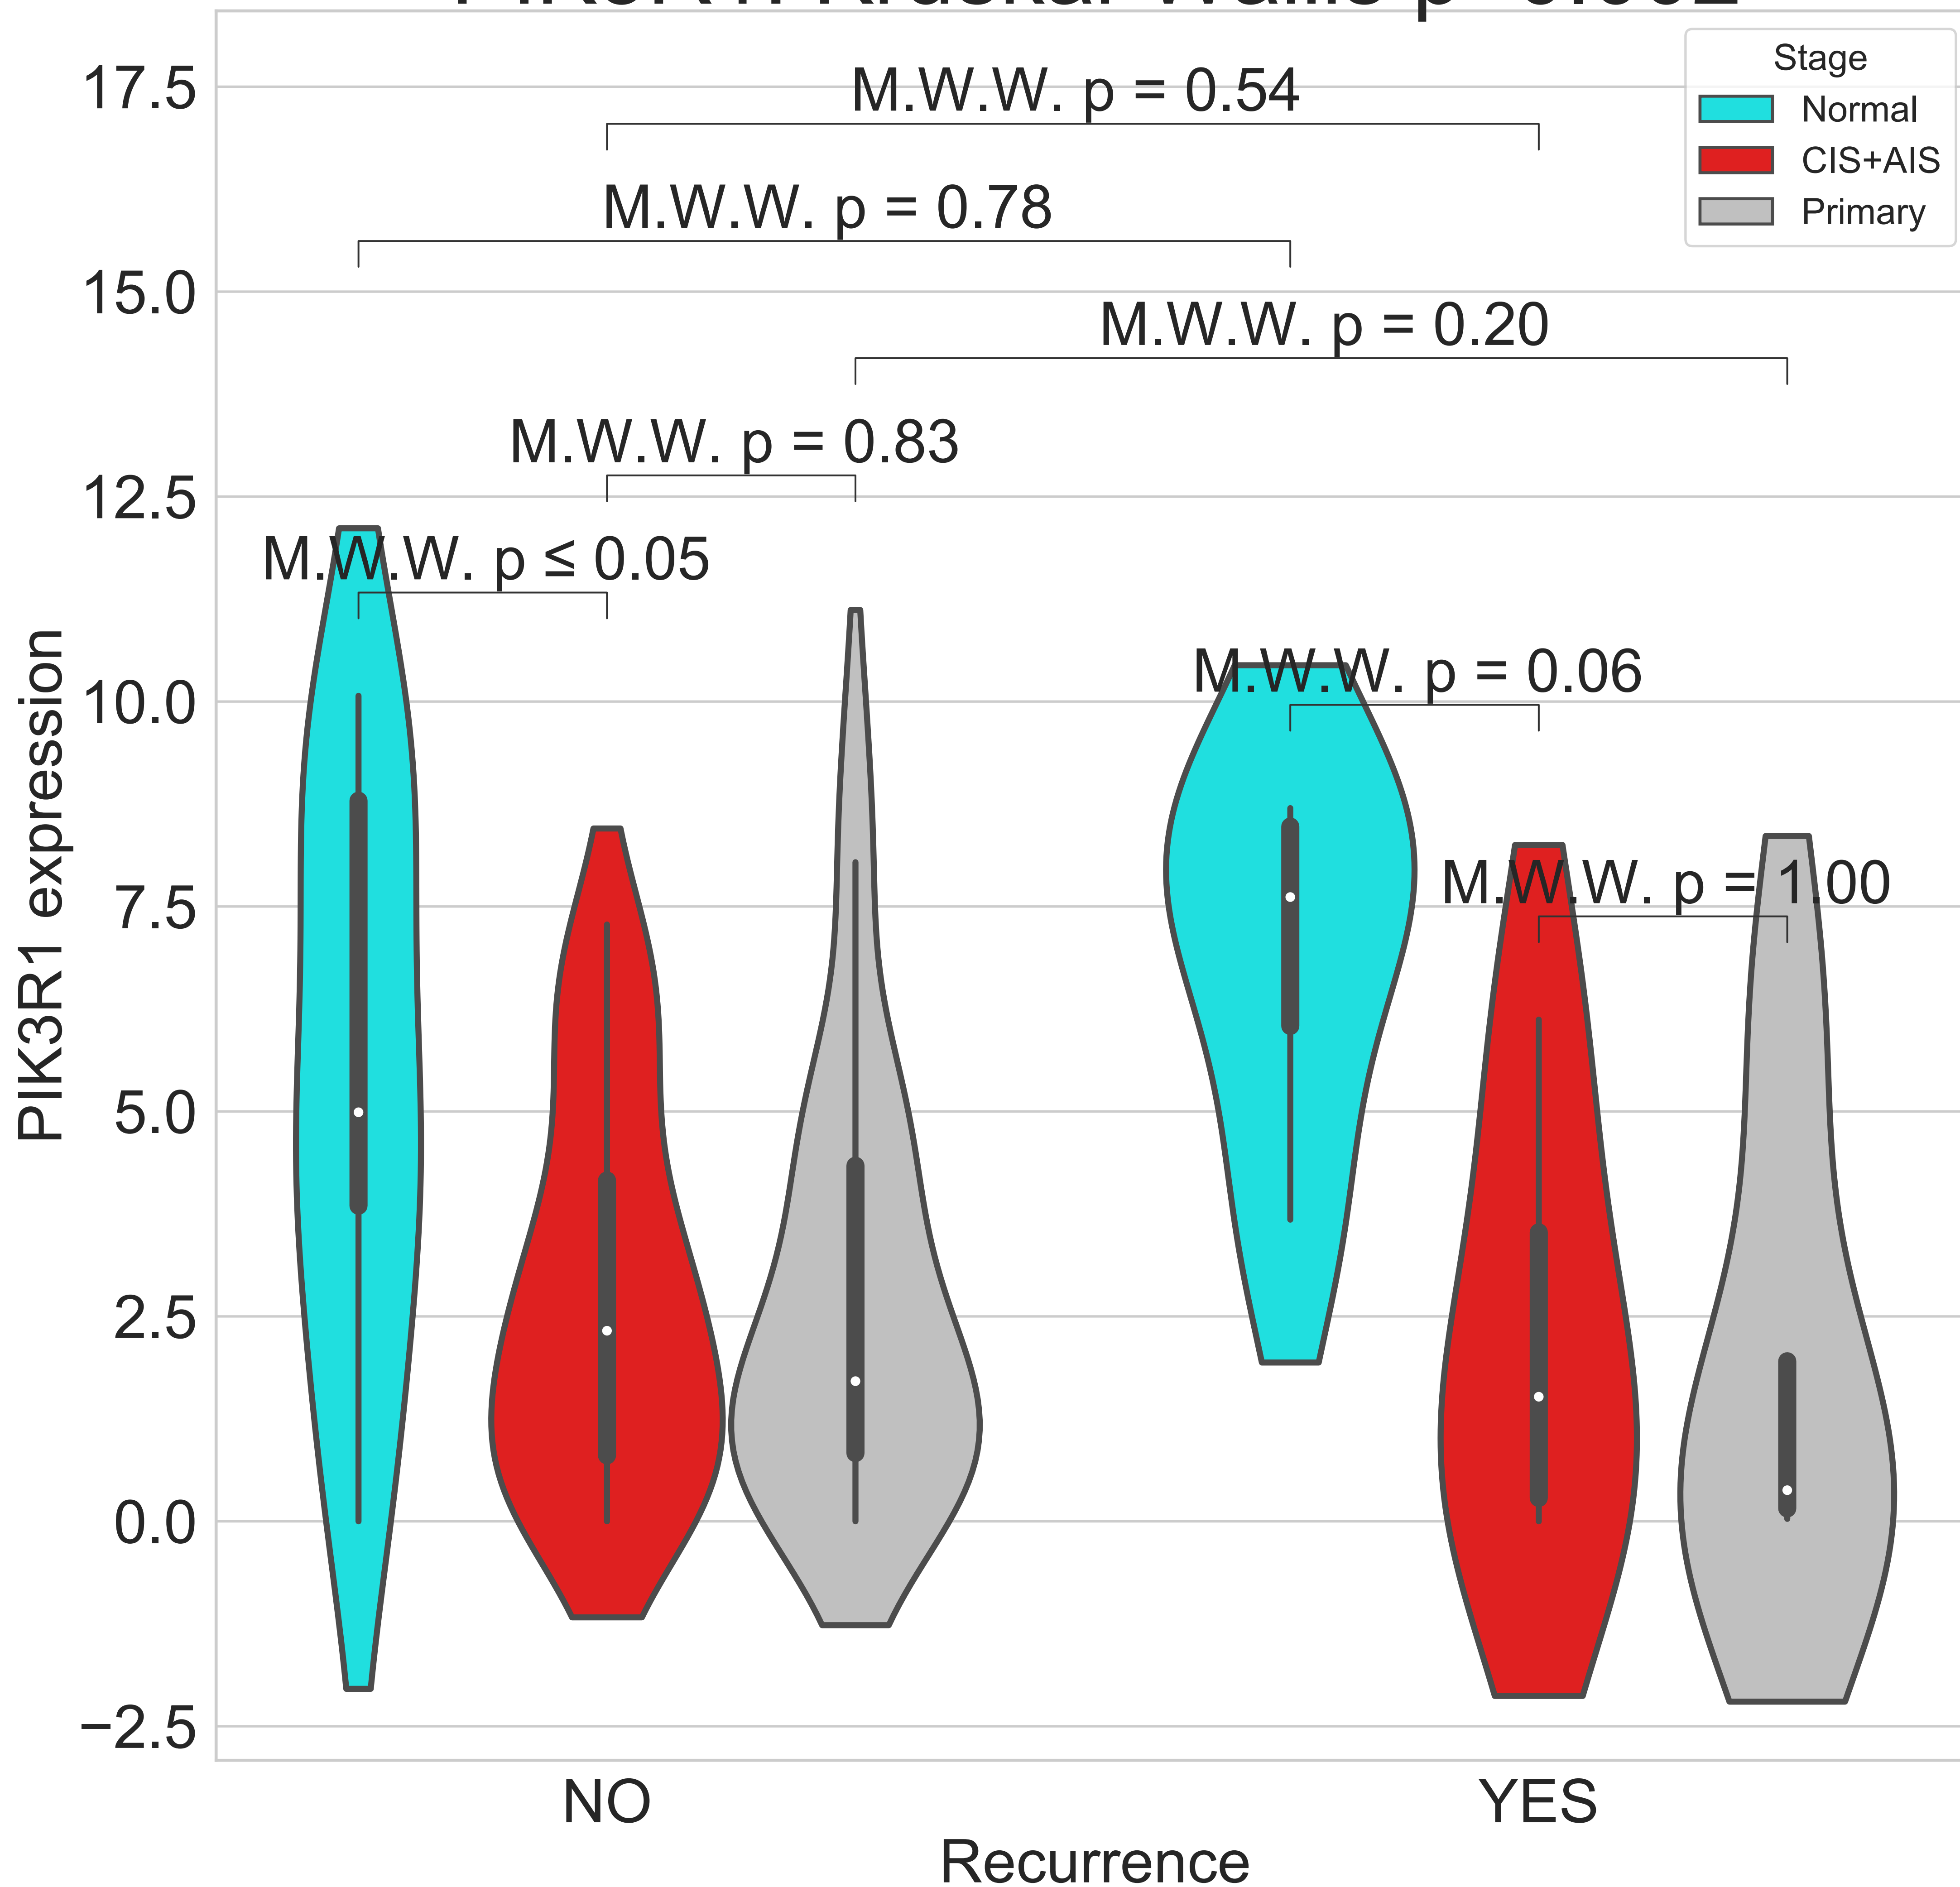 Stage
Normal
CIS+AIS
Primary
M.W.W. p = 0.54
M.W.W. p = 0.78
M.W.W. p = 0.20
M.W.W. p = 0.83
M.W.W. p ≤ 0.05
M.W.W. p = 0.06
M.W.W. p = 1.00
PIK3R1 expression
17.5
15.0
12.5
10.0
7.5
5.0
2.5
0.0
−2.5
NO
YES
Recurrence